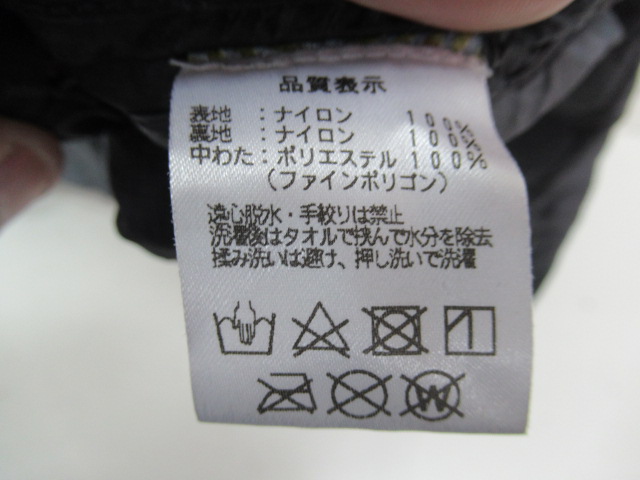 品質表示
表地 : ナイロン 100%
裏地 : ナイロン 100%
中わた : ポリエステル 100%
(ファインポリゴン)
遠心脱水・手絞りは禁止
洗濯後はタオルで挟んで水分を除去
揉み洗いは避け、押し洗いで洗濯
W